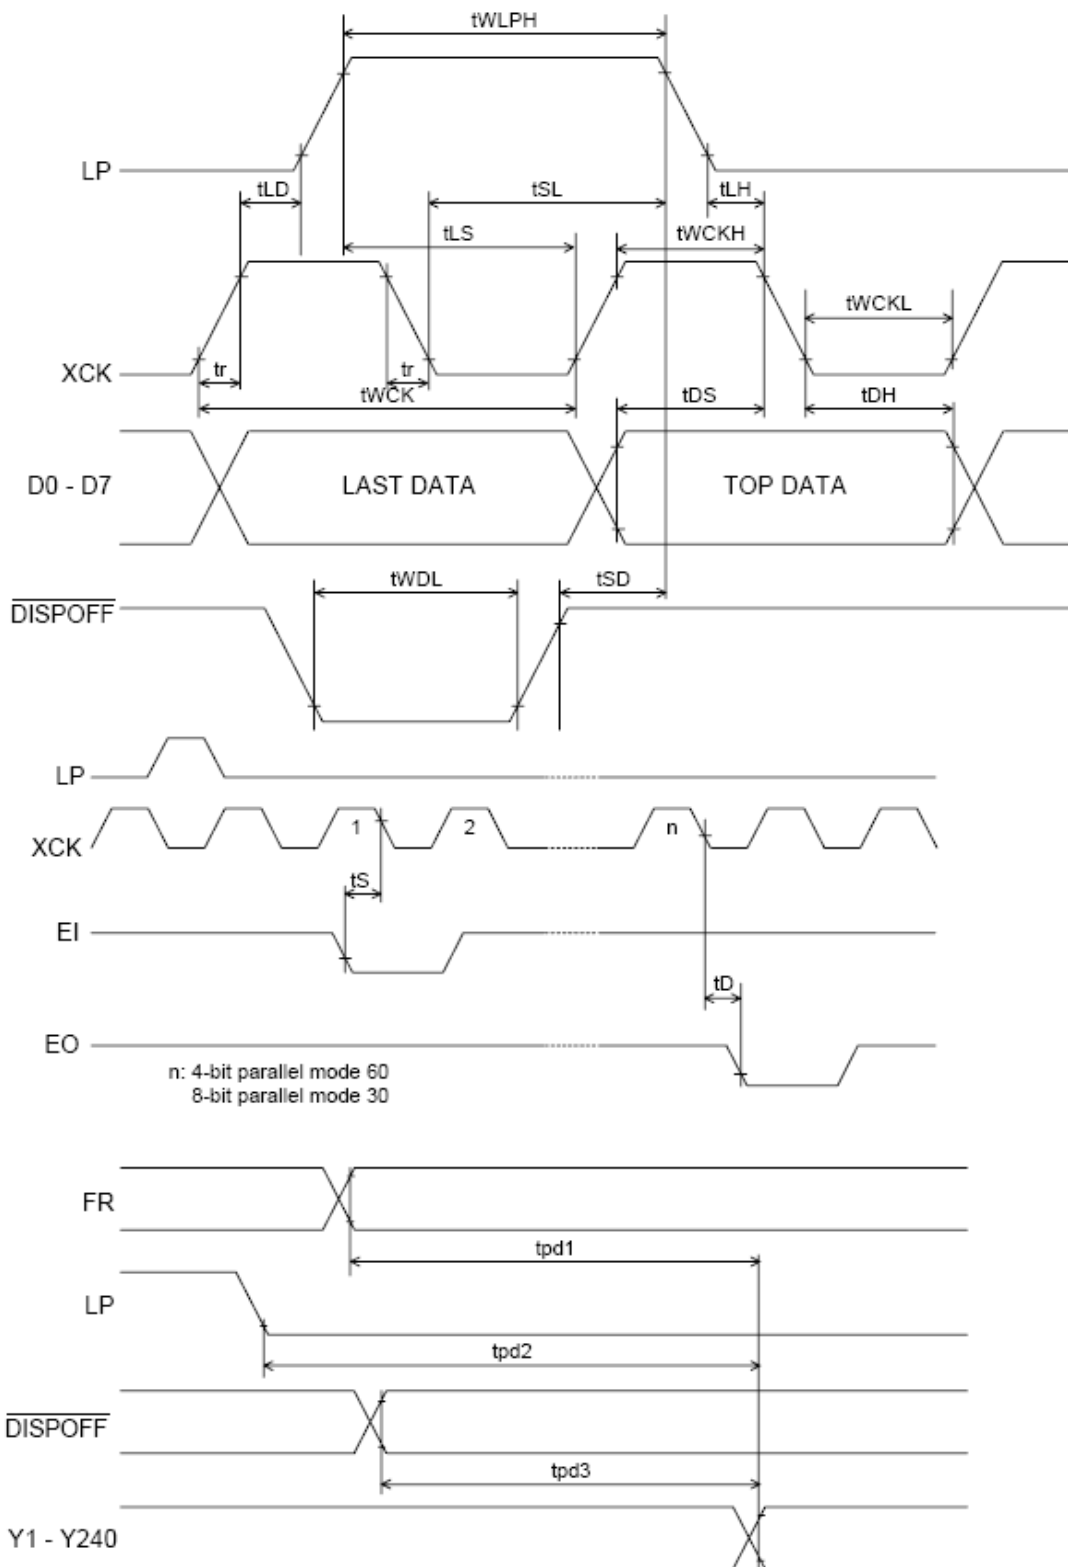 tWLPH
LP
tLD
tSL
tLH
tLS
tWCKH
tWCKL
XCK
tr
tr
tWCK
tDS
tDH
D0 - D7
LAST DATA
TOP DATA
tWDL
tSD
DISPOFF
LP
XCK
1
2
n
tS
EI
tD
EO
n: 4-bit parallel mode 60
8-bit parallel mode 30
FR
tpd1
LP
tpd2
DISPOFF
tpd3
Y1 - Y240